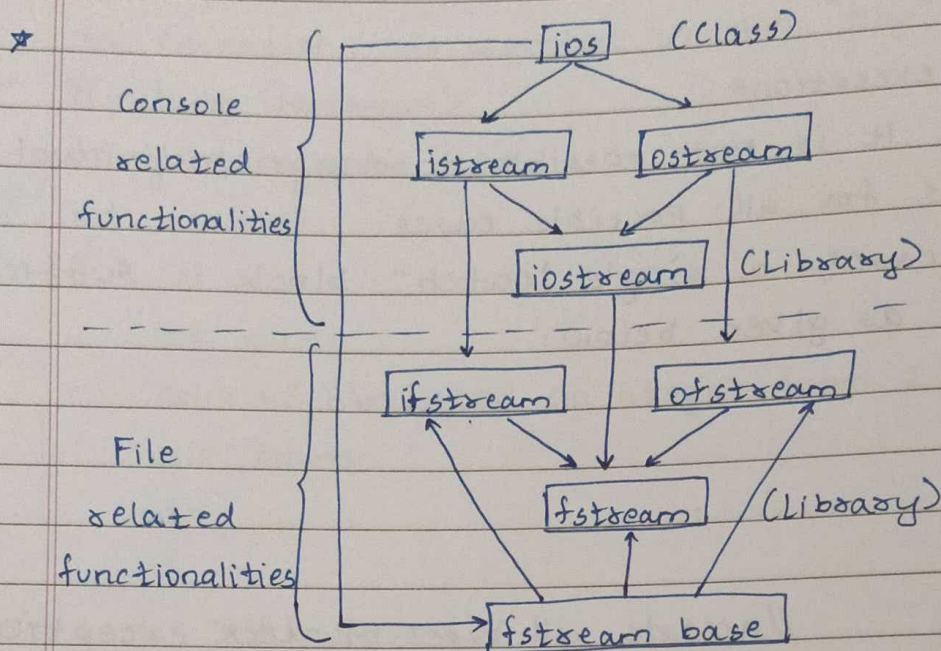 ios (Class)
Console
related
functionalities
istream ostream
iostream (Library)
ifstream ofstream
File
related
functionalities
fstream (Library)
fstream base